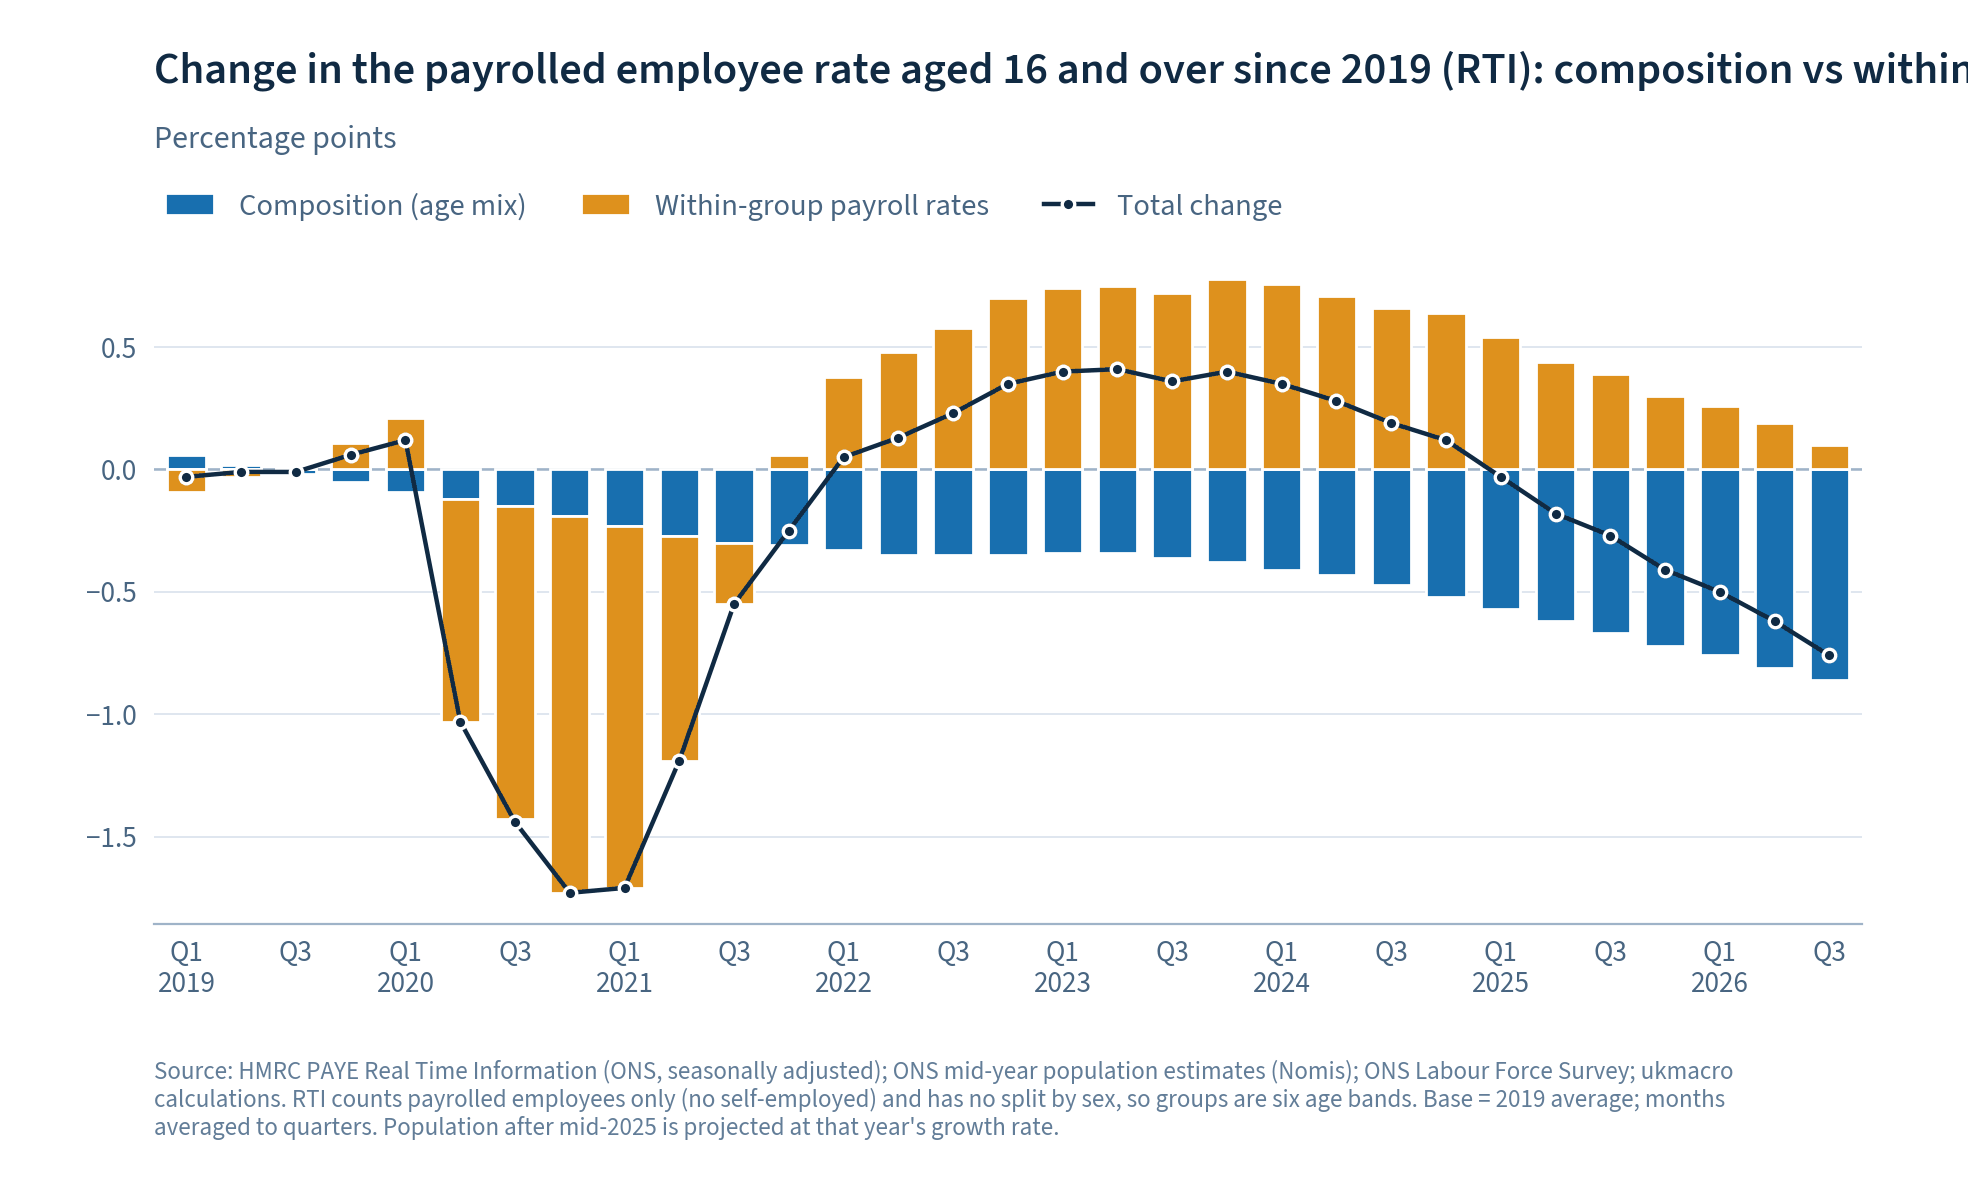 Change in the payrolled employee rate aged 16 and over since 2019 (RTI): composition vs within
Percentage points
Composition (age mix) Within-group payroll rates Total change
0.5
0.0
−0.5
−1.0
−1.5
Q1 Q3 Q1 Q3 Q1 Q3 Q1 Q3 Q1 Q3 Q1 Q3 Q1 Q3 Q1 Q3
2019 2020 2021 2022 2023 2024 2025 2026
Source: HMRC PAYE Real Time Information (ONS, seasonally adjusted); ONS mid-year population estimates (Nomis); ONS Labour Force Survey; ukmacro
calculations. RTI counts payrolled employees only (no self-employed) and has no split by sex, so groups are six age bands. Base = 2019 average; months
averaged to quarters. Population after mid-2025 is projected at that year's growth rate.